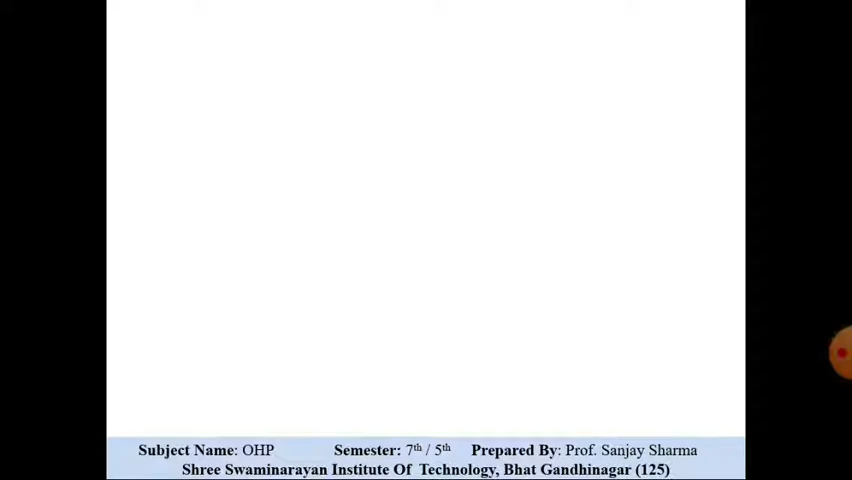 Subject Name: OHP Semester: 7th / 5th Prepared By: Prof. Sanjay Sharma
Shree Swaminarayan Institute Of Technology, Bhat Gandhinagar (125)